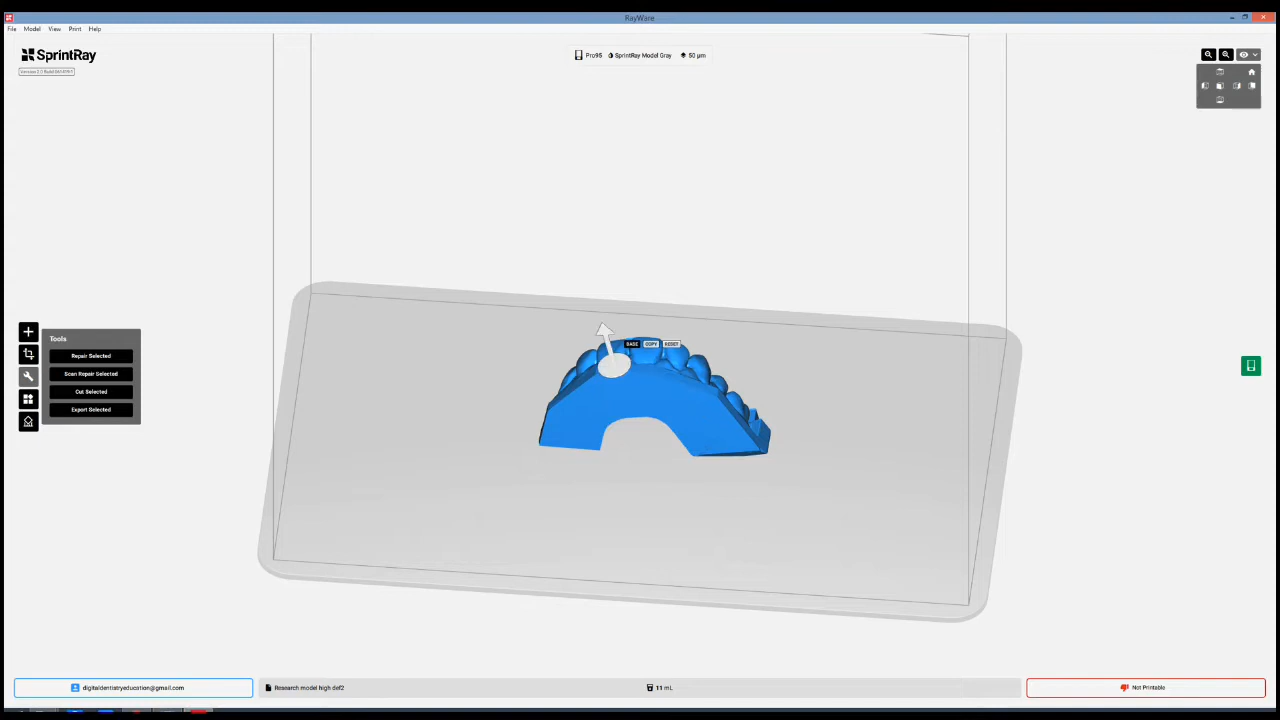 RayWare
File Model View Print Help
SprintRay
Pro95 SprintRay Model Gray 50 µm
BASE COPY RESET
Tools
Repair Selected
Scan Repair Selected
Cut Selected
Export Selected
digitaldentistryeducation@gmail.com Research model high def2 11 mL Not Printable